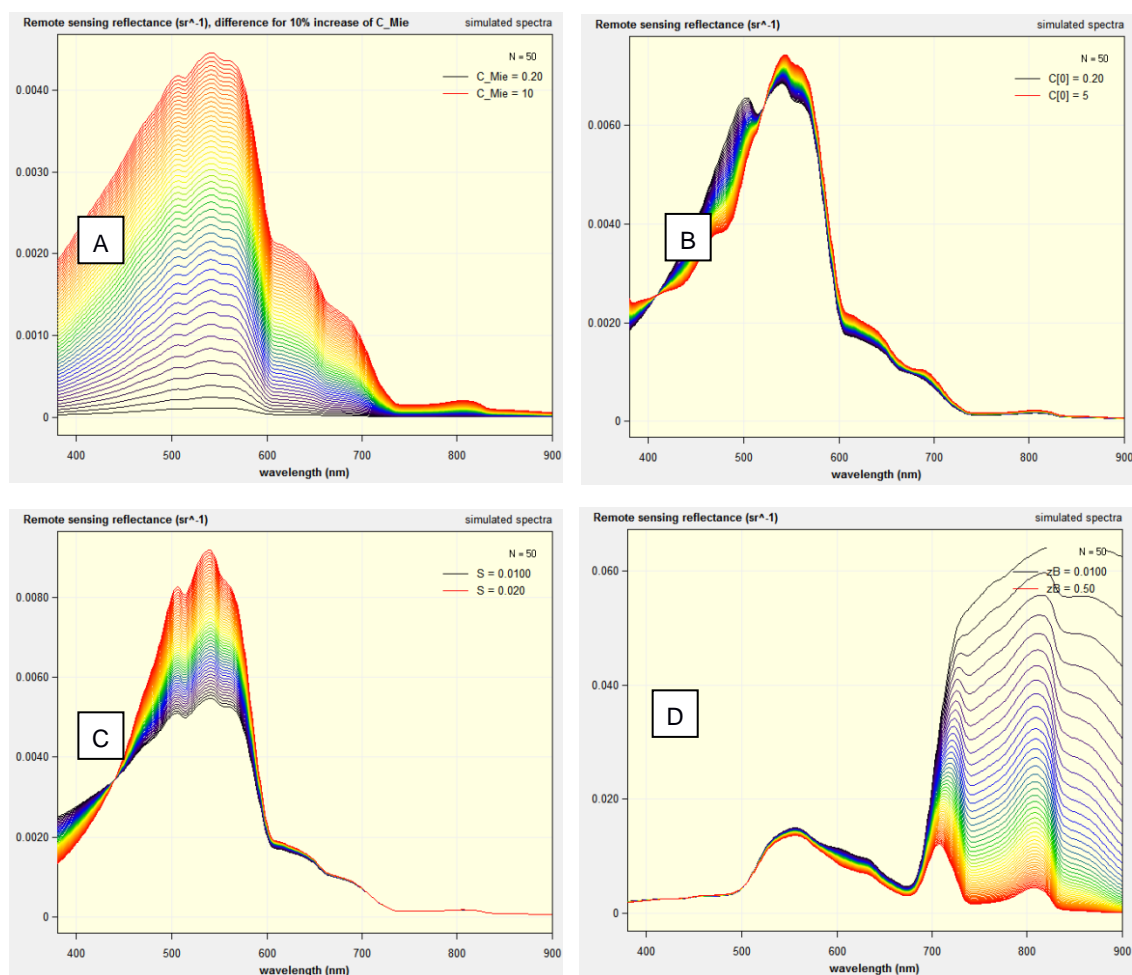 Remote sensing reflectance (sr^-1), difference for 10% increase of C_Mie simulated spectra
N = 50
C_Mie = 0.20
C_Mie = 10
0.0040
0.0030
0.0020
0.0010
0
A
400 500 600 700 800 900
wavelength (nm)
Remote sensing reflectance (sr^-1) simulated spectra
N = 50
C[0] = 0.20
C[0] = 5
0.0060
0.0040
0.0020
0
B
400 500 600 700 800 900
wavelength (nm)
Remote sensing reflectance (sr^-1) simulated spectra
N = 50
S = 0.0100
S = 0.020
0.0080
0.0060
0.0040
0.0020
0
C
400 500 600 700 800 900
wavelength (nm)
Remote sensing reflectance (sr^-1) simulated spectra
N = 50
zB = 0.0100
zB = 0.50
0.060
0.040
0.020
0
D
400 500 600 700 800 900
wavelength (nm)